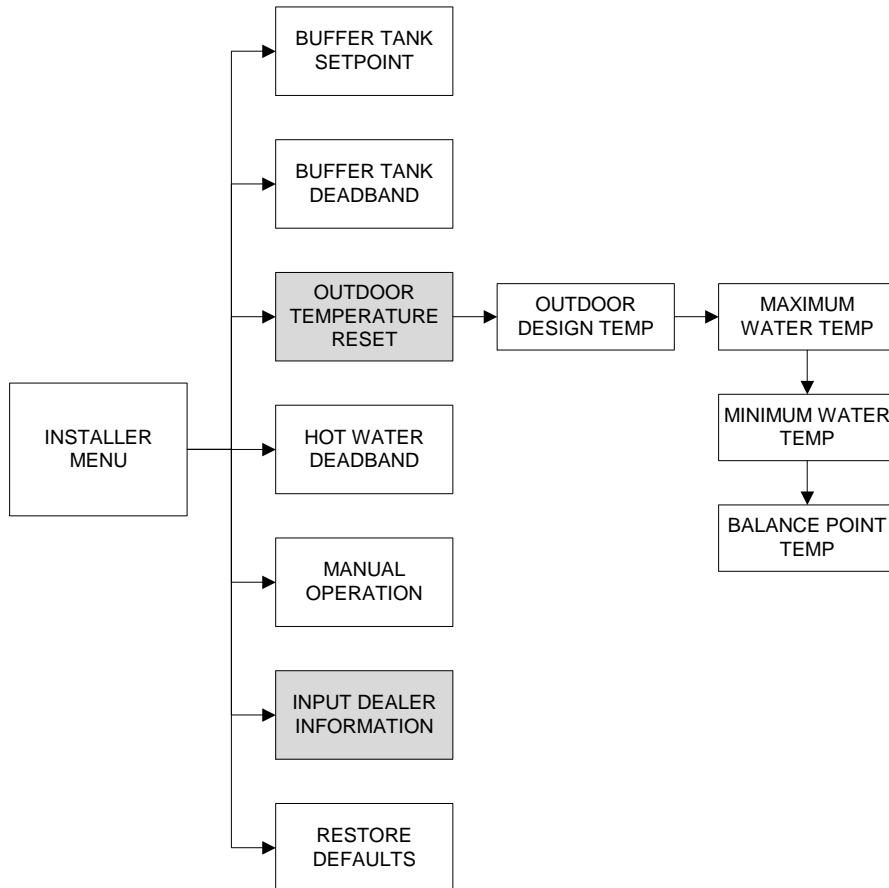 BUFFER TANK
SETPOINT
BUFFER TANK
DEADBAND
OUTDOOR
TEMPERATURE
RESET
OUTDOOR
DESIGN TEMP
MAXIMUM
WATER TEMP
MINIMUM WATER
TEMP
BALANCE POINT
TEMP
INSTALLER
MENU
HOT WATER
DEADBAND
MANUAL
OPERATION
INPUT DEALER
INFORMATION
RESTORE
DEFAULTS